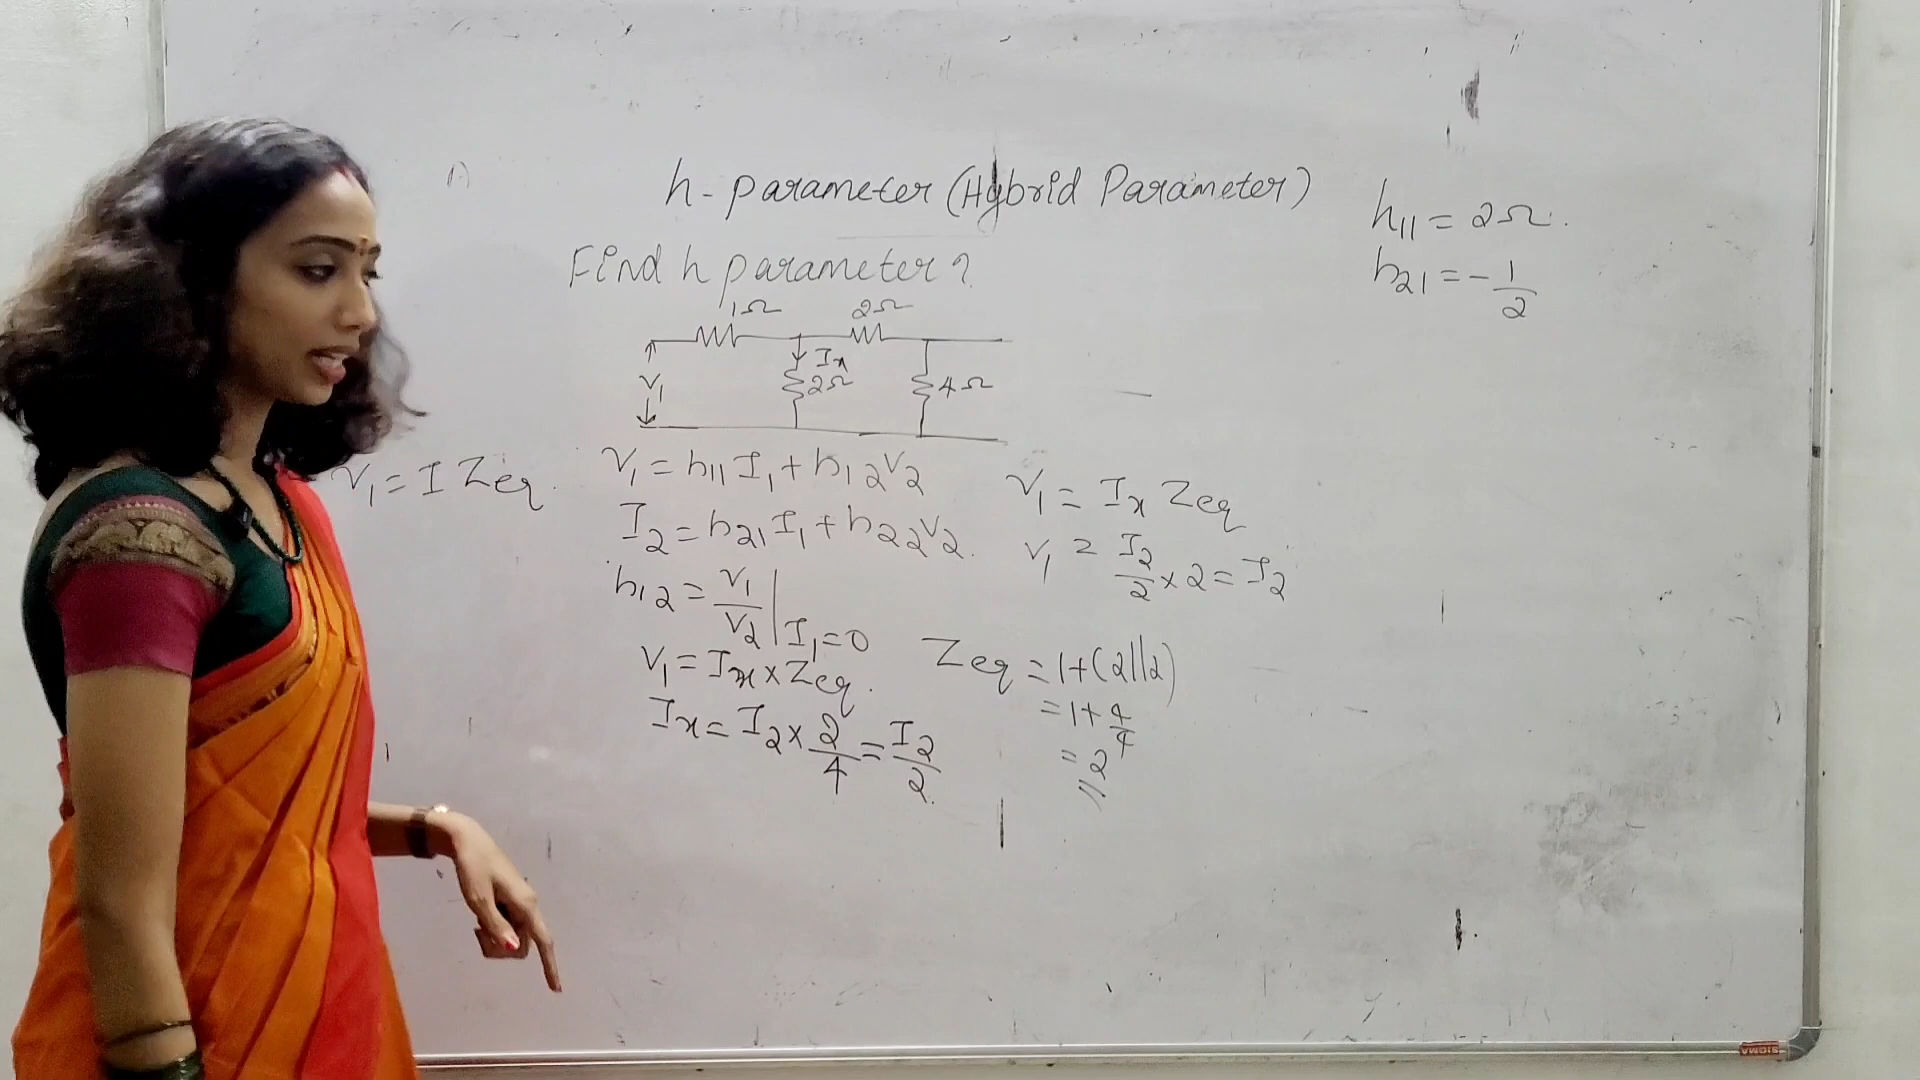 h-parameter (Hybrid Parameter)
Find h parameter?
1Ω 2Ω
Ix
V1 2Ω 4Ω
V1 = I Zeq.
V1 = h11 I1 + h12 V2
I2 = h21 I1 + h22 V2.
h12 = V1/V2 | I1 = 0
V1 = Ix × Zeq.
Ix = I2 × 2/4 = I2/2.
V1 = Ix Zeq
V1 = I2/2 × 2 = I2
Zeq = 1+(2||2)
= 1+4/4
= 2
h11 = 2Ω.
h21 = -1/2
SIGMA